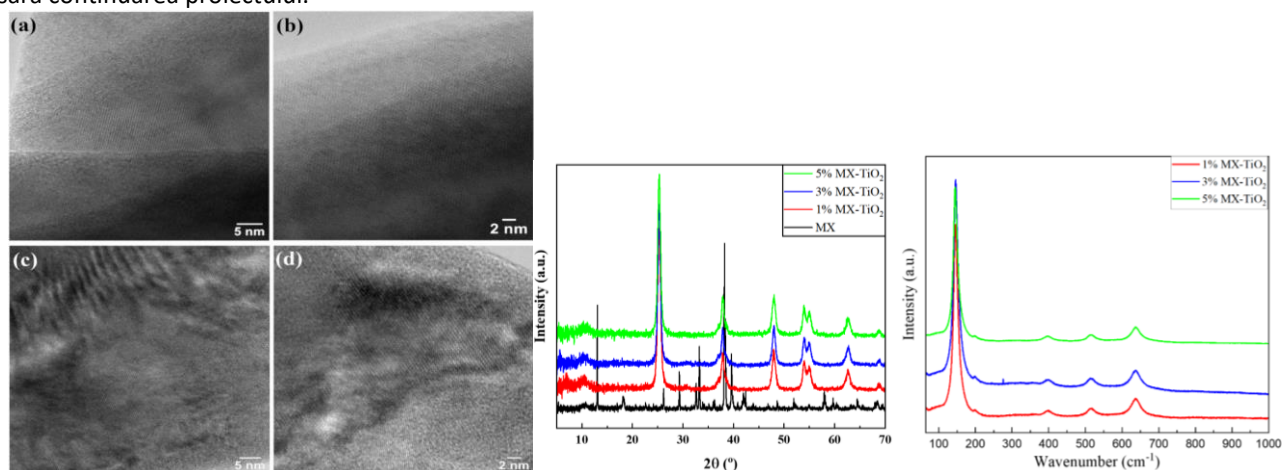 continuarea proiectului.
(a)
5 nm
(b)
2 nm
(c)
5 nm
(d)
2 nm
5% MX-TiO₂
3% MX-TiO₂
1% MX-TiO₂
MX
Intensity (a.u.)
10 20 30 40 50 60 70
2θ (°)
1% MX-TiO₂
3% MX-TiO₂
5% MX-TiO₂
Intensity (a.u.)
100 200 300 400 500 600 700 800 900 1000
Wavenumber (cm⁻¹)